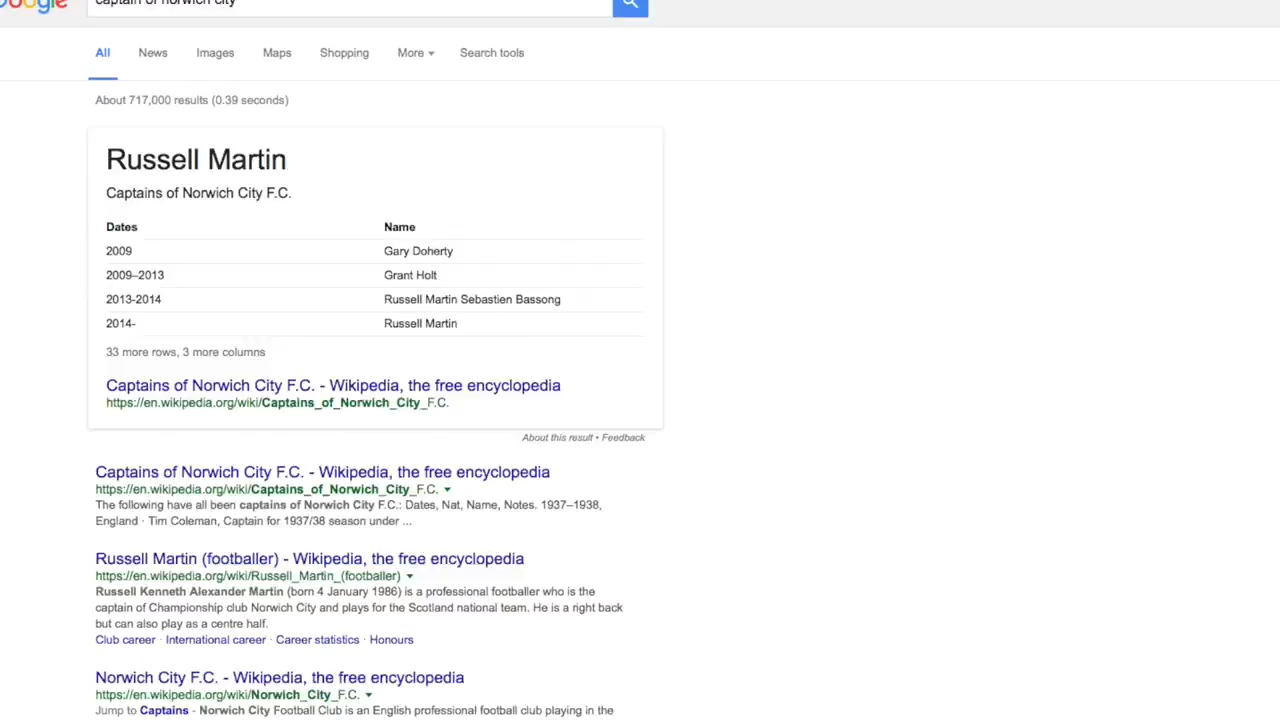 Google captain of norwich city
All News Images Maps Shopping More Search tools
About 717,000 results (0.39 seconds)
Russell Martin
Captains of Norwich City F.C.
Dates Name
2009 Gary Doherty
2009–2013 Grant Holt
2013-2014 Russell Martin Sebastien Bassong
2014- Russell Martin
33 more rows, 3 more columns
Captains of Norwich City F.C. - Wikipedia, the free encyclopedia
https://en.wikipedia.org/wiki/Captains_of_Norwich_City_F.C.
About this result • Feedback
Captains of Norwich City F.C. - Wikipedia, the free encyclopedia
https://en.wikipedia.org/wiki/Captains_of_Norwich_City_F.C.
The following have all been captains of Norwich City F.C.: Dates, Nat, Name, Notes. 1937–1938,
England · Tim Coleman, Captain for 1937/38 season under ...
Russell Martin (footballer) - Wikipedia, the free encyclopedia
https://en.wikipedia.org/wiki/Russell_Martin_(footballer)
Russell Kenneth Alexander Martin (born 4 January 1986) is a professional footballer who is the
captain of Championship club Norwich City and plays for the Scotland national team. He is a right back
but can also play as a centre half.
Club career · International career · Career statistics · Honours
Norwich City F.C. - Wikipedia, the free encyclopedia
https://en.wikipedia.org/wiki/Norwich_City_F.C.
Jump to Captains - Norwich City Football Club is an English professional football club playing in the